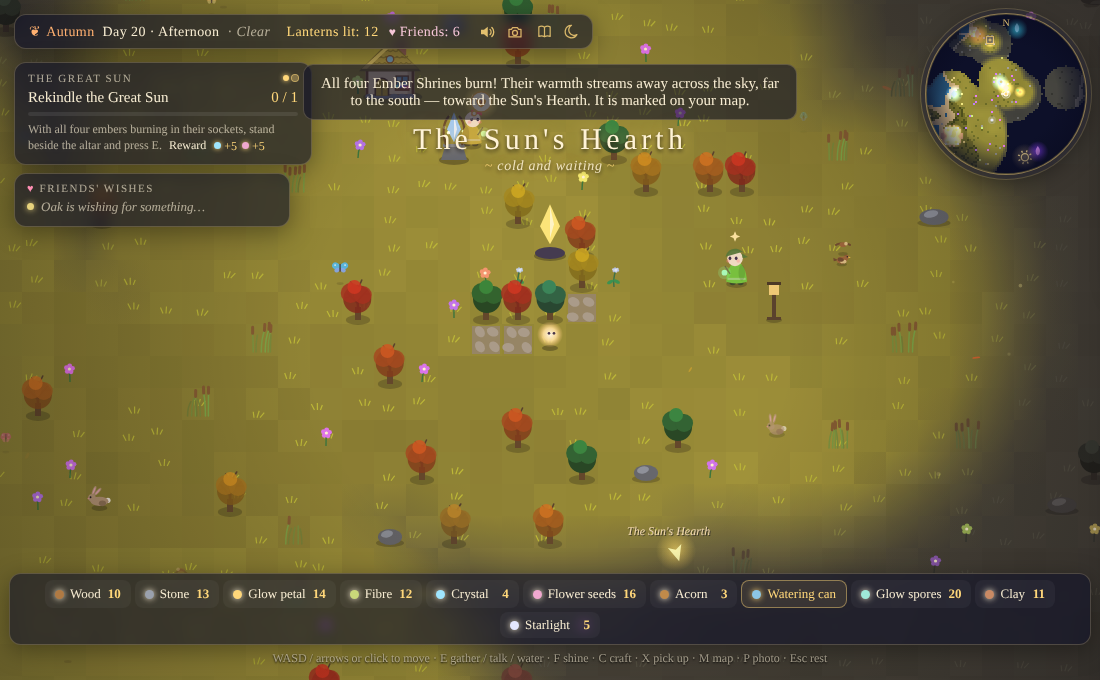 Autumn Day 20 · Afternoon · Clear Lanterns lit: 12 ♥ Friends: 6
N
THE GREAT SUN
Rekindle the Great Sun 0 / 1
With all four embers burning in their sockets, stand
beside the altar and press E. Reward +5 +5
All four Ember Shrines burn! Their warmth streams away across the sky, far
to the south — toward the Sun's Hearth. It is marked on your map.
The Sun's Hearth
~ cold and waiting ~
♥ FRIENDS' WISHES
Oak is wishing for something…
The Sun's Hearth
Wood 10 Stone 13 Glow petal 14 Fibre 12 Crystal 4 Flower seeds 16 Acorn 3 Watering can Glow spores 20 Clay 11
Starlight 5
WASD / arrows or click to move · E gather / talk / water · F shine · C craft · X pick up · M map · P photo · Esc rest